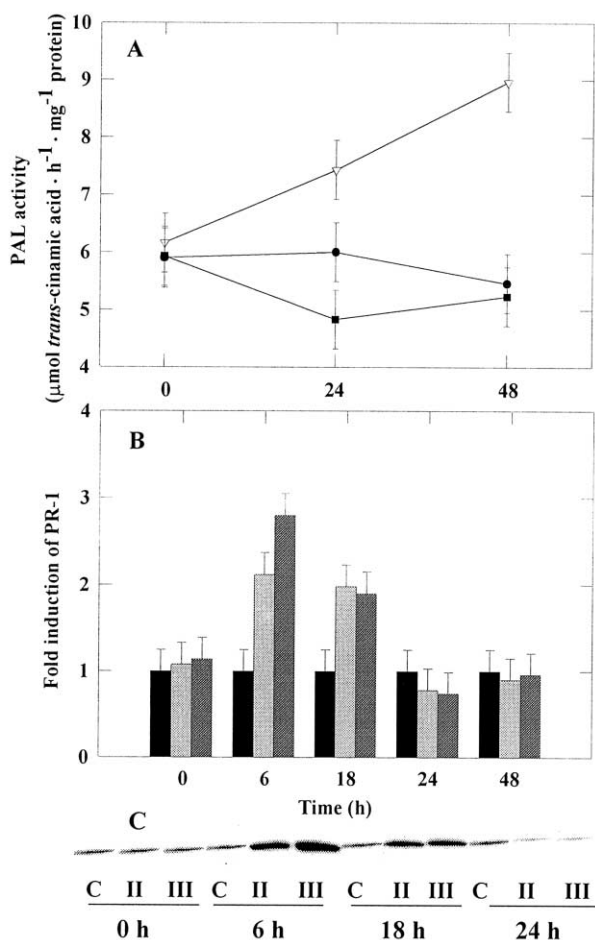 A
PAL activity
(μmol trans-cinamic acid · h⁻¹ · mg⁻¹ protein)
10
9
8
7
6
5
4
0 24 48
B
Fold induction of PR-1
4
3
2
1
0
0 6 18 24 48
Time (h)
C
C II III C II III C II III C II III
0 h 6 h 18 h 24 h